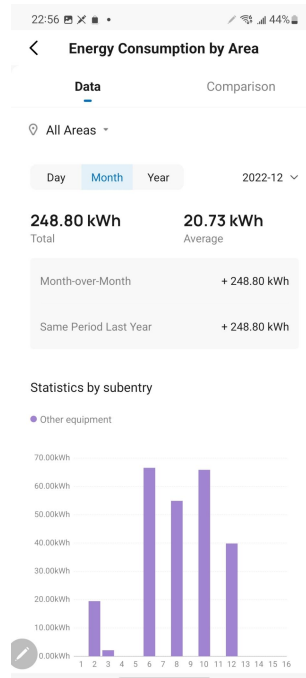 22:56 44%
Energy Consumption by Area
Data Comparison
All Areas
Day Month Year 2022-12
248.80 kWh 20.73 kWh
Total Average
Month-over-Month + 248.80 kWh
Same Period Last Year + 248.80 kWh
Statistics by subentry
Other equipment
70.00kWh
60.00kWh
50.00kWh
40.00kWh
30.00kWh
20.00kWh
10.00kWh
0.00kWh
1 2 3 4 5 6 7 8 9 10 11 12 13 14 15 16